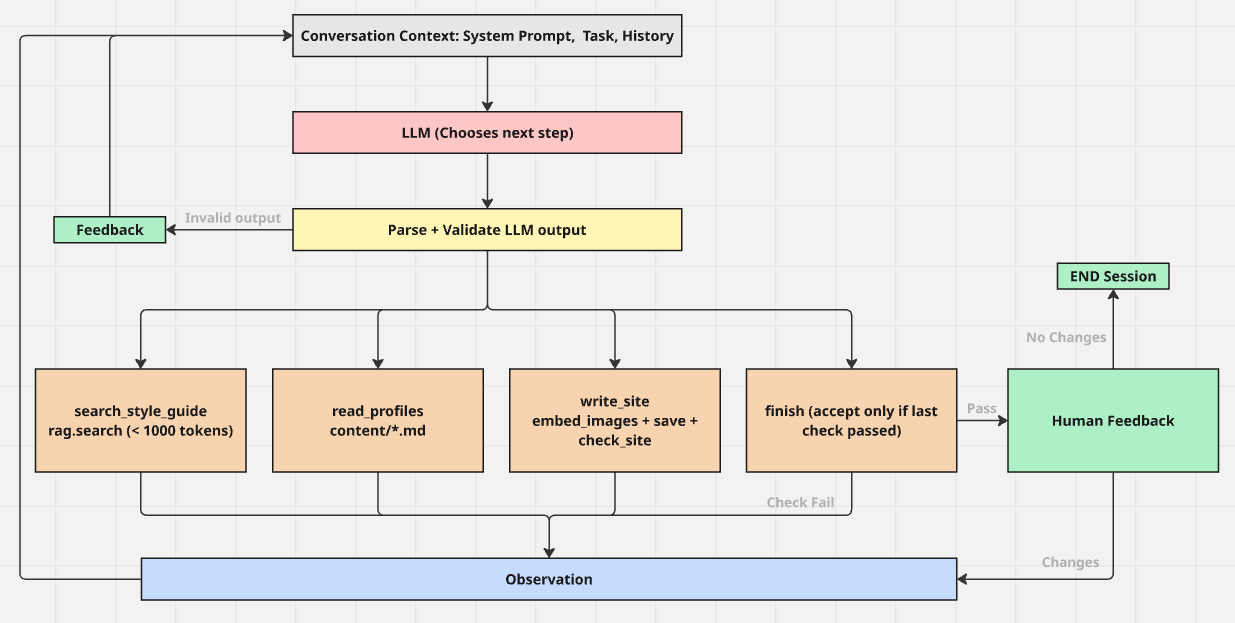 Conversation Context: System Prompt, Task, History
LLM (Chooses next step)
Feedback
Invalid output
Parse + Validate LLM output
END Session
No Changes
search_style_guide
rag.search (< 1000 tokens)
read_profiles
content/*.md
write_site
embed_images + save +
check_site
finish (accept only if last
check passed)
Pass
Human Feedback
Check Fail
Changes
Observation